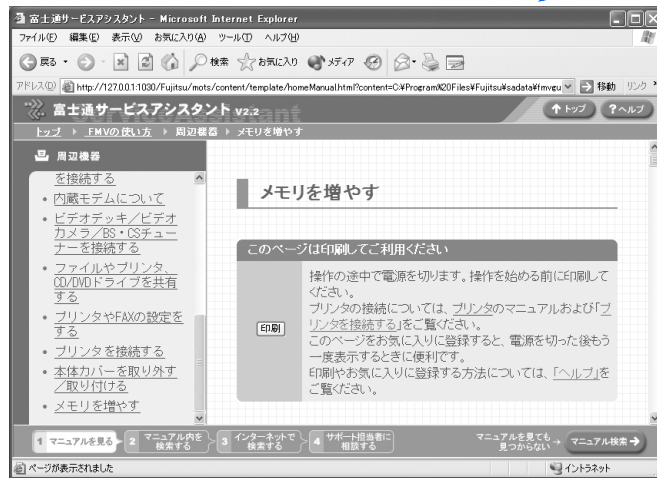 富士通サービスアシスタント - Microsoft Internet Explorer
ファイル(F) 編集(E) 表示(V) お気に入り(A) ツール(T) ヘルプ(H)
戻る 検索 お気に入り メディア
アドレス(D) http://127.0.0.1:1030/Fujitsu/mots/content/template/homeManual.html?content=C:¥Program%20Files¥Fujitsu¥sadata¥fmvgu 移動 リンク
富士通サービスアシスタント V2.2 トップ ?ヘルプ
トップ ▶ FMVの使い方 ▶ 周辺機器 ▶ メモリを増やす
周辺機器
を接続する
・内蔵モデムについて
・ビデオデッキ/ビデオ
カメラ/BS・CSチュー
ナーを接続する
・ファイルやプリンタ、
CD/DVDドライブを共有
する
・プリンタやFAXの設定を
する
・プリンタを接続する
・本体カバーを取り外す
/取り付ける
・メモリを増やす
メモリを増やす
このページは印刷してご利用ください
印刷
操作の途中で電源を切ります。操作を始める前に印刷して
ください。
プリンタの接続については、プリンタのマニュアルおよび「プ
リンタを接続する」をご覧ください。
このページをお気に入りに登録すると、電源を切った後もう
一度表示するときに便利です。
印刷やお気に入りに登録する方法については、「ヘルプ」を
ご覧ください。
1 マニュアルを見る
2 マニュアル内を
検索する
3 インターネットで
検索する
4 サポート担当者に
相談する
マニュアルを見ても
見つからない
マニュアル検索
ページが表示されました イントラネット